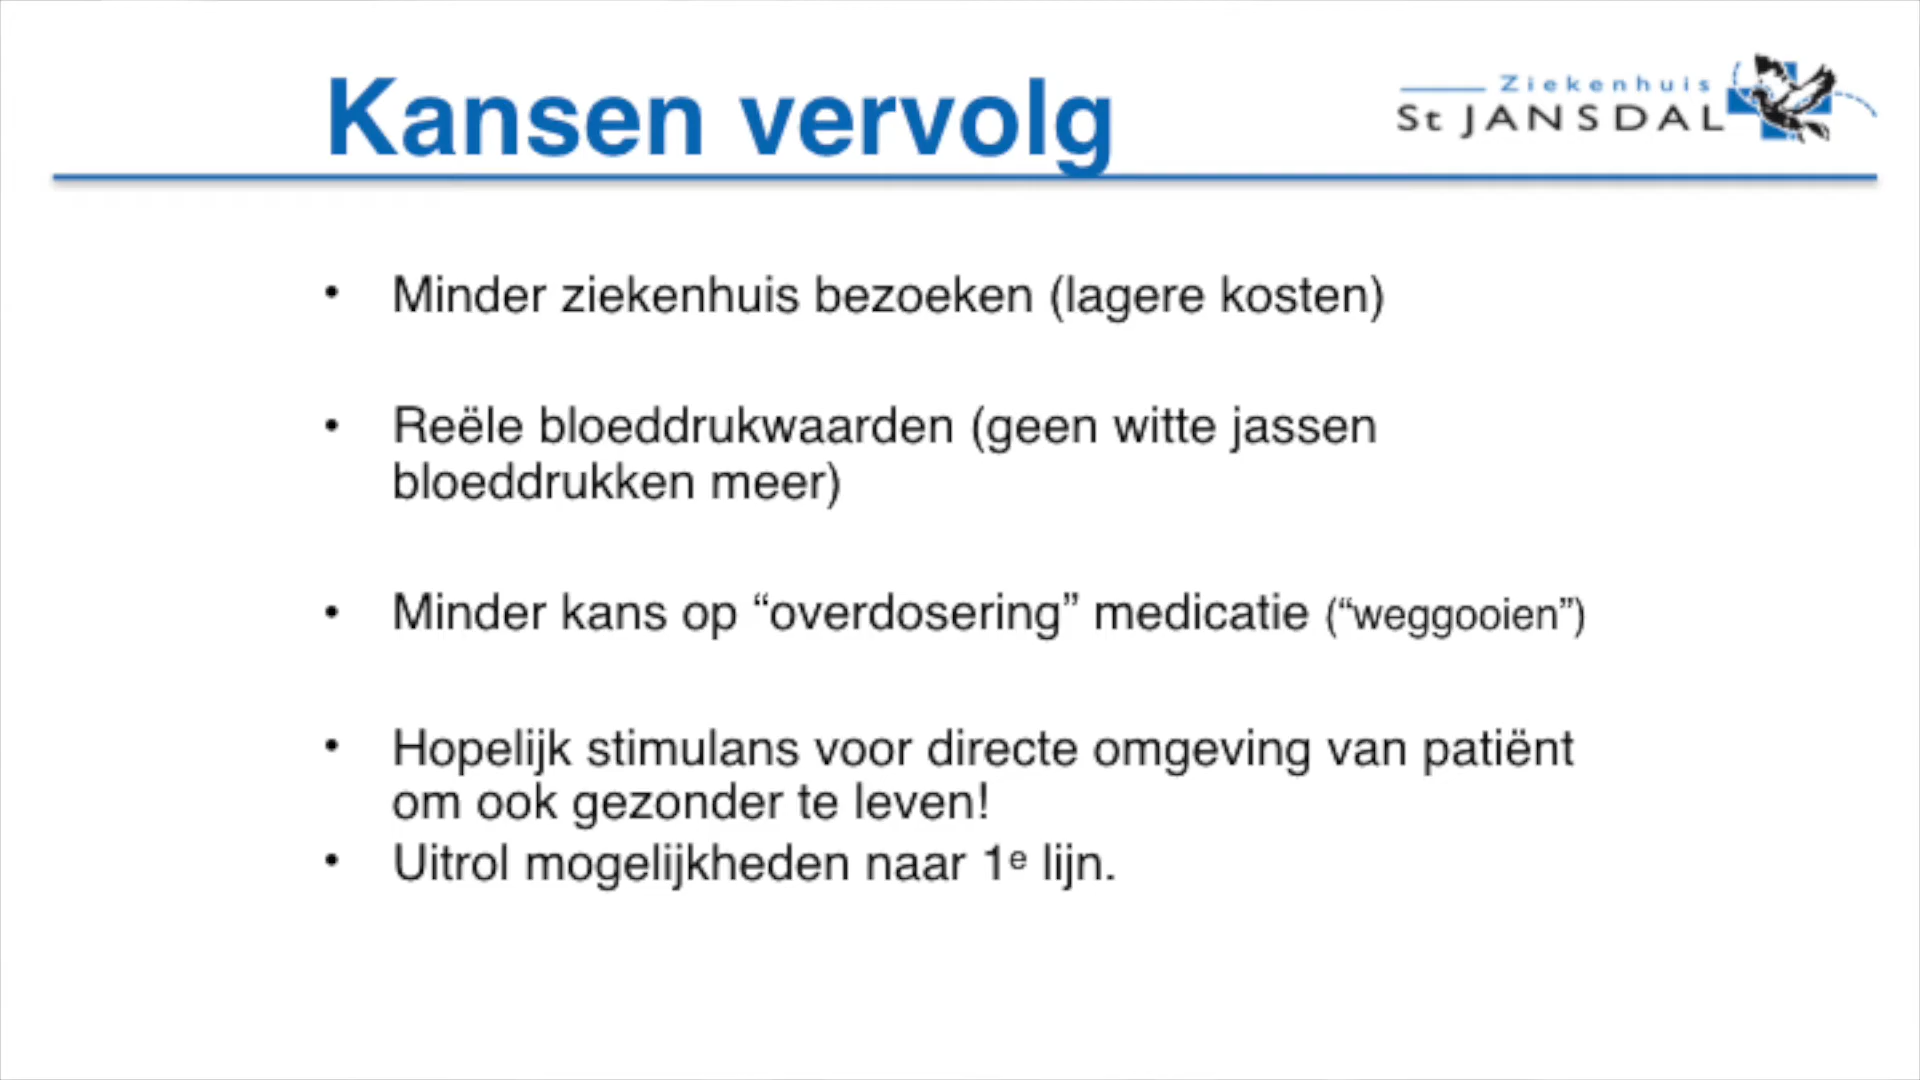 Kansen vervolg
Ziekenhuis
St JANSDAL
• Minder ziekenhuis bezoeken (lagere kosten)
• Reële bloeddrukwaarden (geen witte jassen
bloeddrukken meer)
• Minder kans op “overdosering” medicatie (“weggooien”)
• Hopelijk stimulans voor directe omgeving van patiënt
om ook gezonder te leven!
• Uitrol mogelijkheden naar 1e lijn.